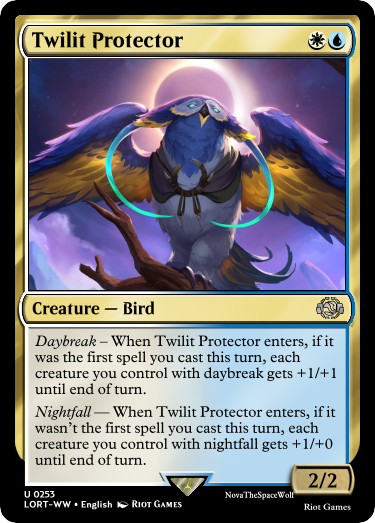 Twilit Protector
Creature — Bird
Daybreak – When Twilit Protector enters, if it
was the first spell you cast this turn, each
creature you control with daybreak gets +1/+1
until end of turn.
Nightfall — When Twilit Protector enters, if it
wasn't the first spell you cast this turn, each
creature you control with nightfall gets +1/+0
until end of turn.
2/2
U 0253
LORT-WW • English RIOT GAMES
NovaTheSpaceWolf
Riot Games